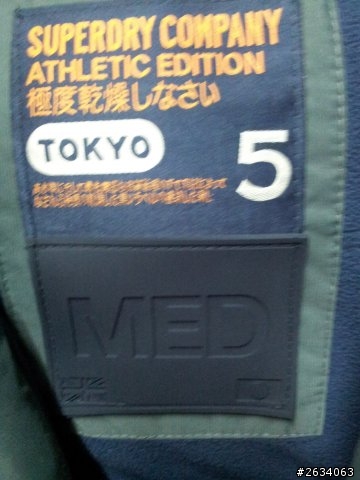 SUPERDRY COMPANY
ATHLETIC EDITION
極度乾燥しなさい
TOKYO
5
MED
#2634063